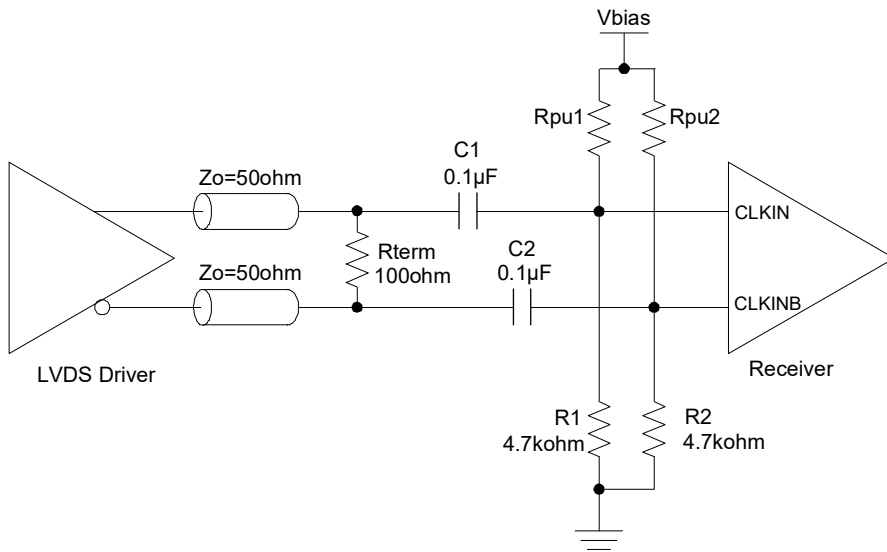 Vbias
Rpu1
Rpu2
C1
0.1µF
Zo=50ohm
CLKIN
Rterm
100ohm
C2
0.1µF
Zo=50ohm
CLKINB
LVDS Driver
Receiver
R1
4.7kohm
R2
4.7kohm